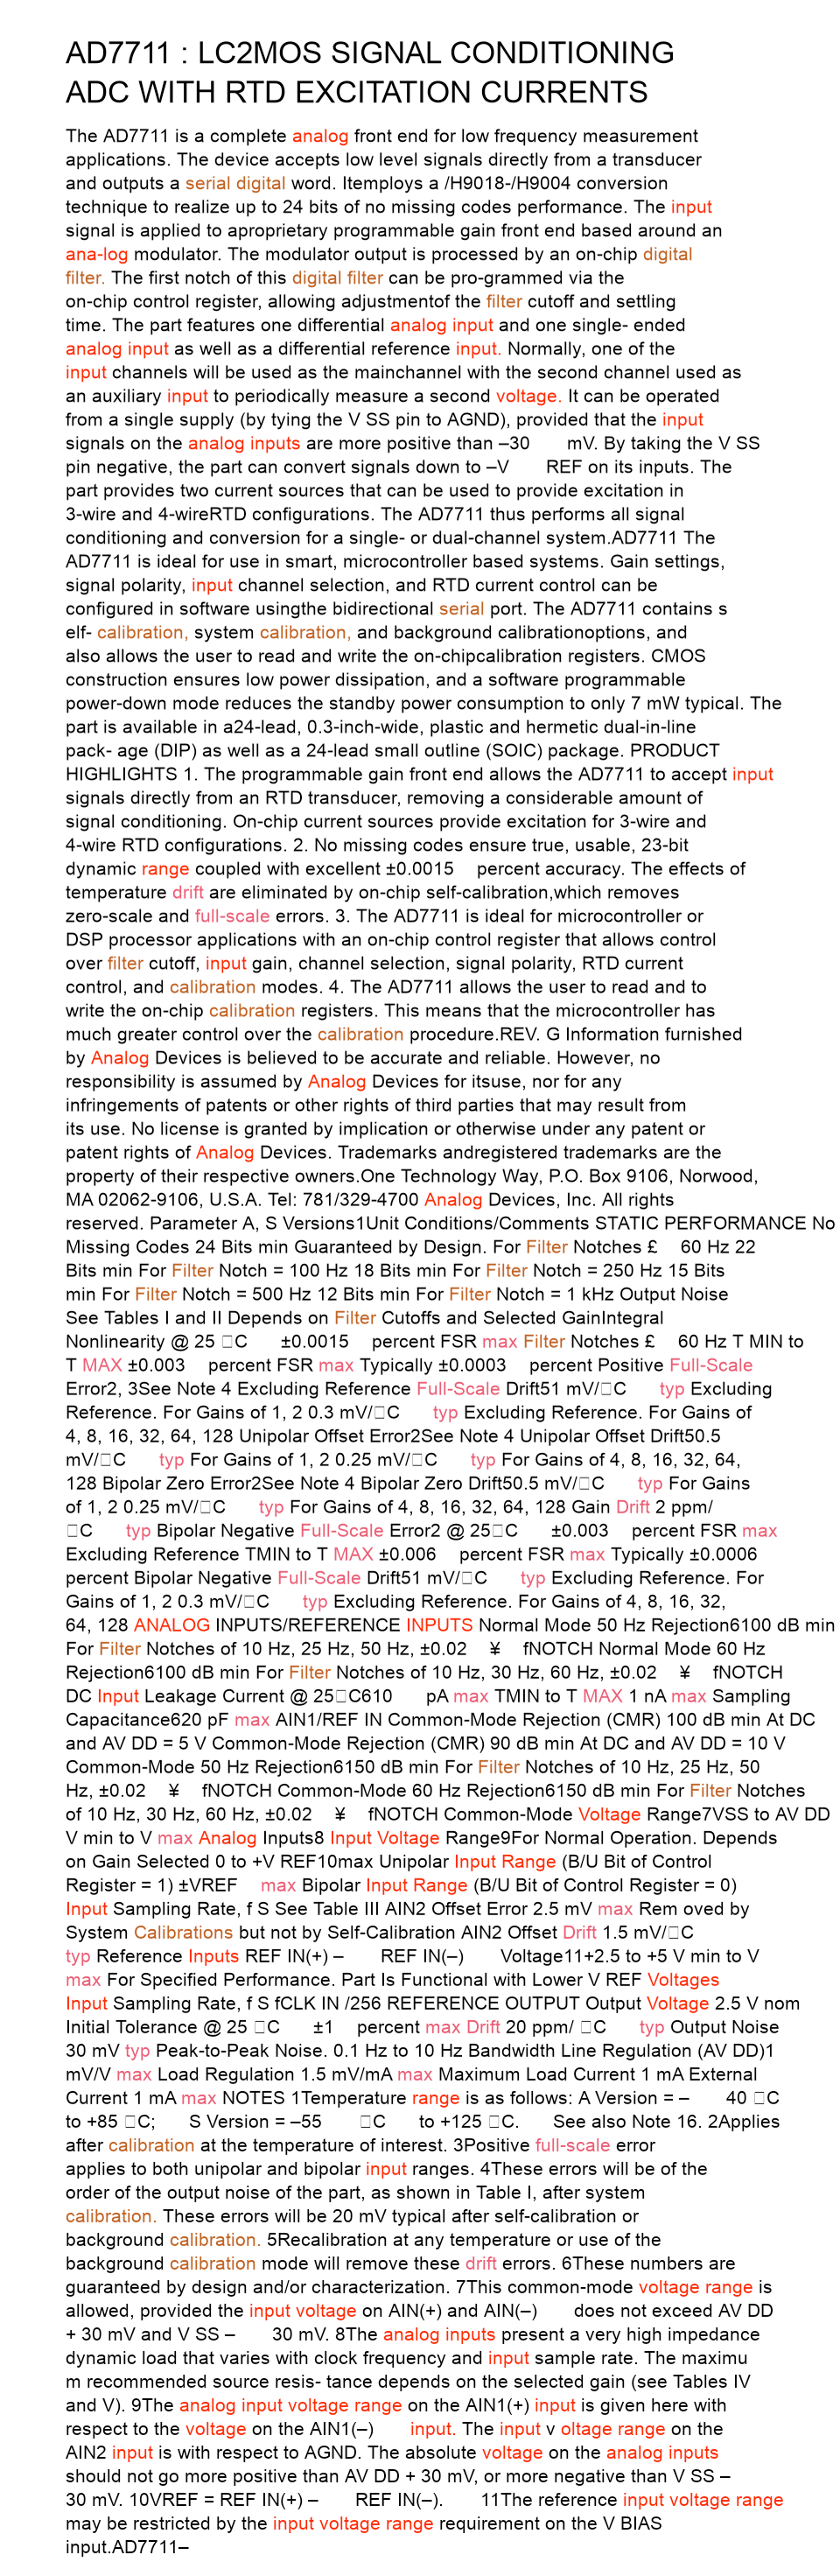 AD7711 : LC2MOS SIGNAL CONDITIONING
ADC WITH RTD EXCITATION CURRENTS
The AD7711 is a complete analog front end for low frequency measurement
applications. The device accepts low level signals directly from a transducer
and outputs a serial digital word. Itemploys a /H9018-/H9004 conversion
technique to realize up to 24 bits of no missing codes performance. The input
signal is applied to aproprietary programmable gain front end based around an
ana-log modulator. The modulator output is processed by an on-chip digital
filter. The first notch of this digital filter can be pro-grammed via the
on-chip control register, allowing adjustmentof the filter cutoff and settling
time. The part features one differential analog input and one single- ended
analog input as well as a differential reference input. Normally, one of the
input channels will be used as the mainchannel with the second channel used as
an auxiliary input to periodically measure a second voltage. It can be operated
from a single supply (by tying the V SS pin to AGND), provided that the input
signals on the analog inputs are more positive than –30 mV. By taking the V SS
pin negative, the part can convert signals down to –V REF on its inputs. The
part provides two current sources that can be used to provide excitation in
3-wire and 4-wireRTD configurations. The AD7711 thus performs all signal
conditioning and conversion for a single- or dual-channel system.AD7711 The
AD7711 is ideal for use in smart, microcontroller based systems. Gain settings,
signal polarity, input channel selection, and RTD current control can be
configured in software usingthe bidirectional serial port. The AD7711 contains s
elf- calibration, system calibration, and background calibrationoptions, and
also allows the user to read and write the on-chipcalibration registers. CMOS
construction ensures low power dissipation, and a software programmable
power-down mode reduces the standby power consumption to only 7 mW typical. The
part is available in a24-lead, 0.3-inch-wide, plastic and hermetic dual-in-line
pack- age (DIP) as well as a 24-lead small outline (SOIC) package. PRODUCT
HIGHLIGHTS 1. The programmable gain front end allows the AD7711 to accept input
signals directly from an RTD transducer, removing a considerable amount of
signal conditioning. On-chip current sources provide excitation for 3-wire and
4-wire RTD configurations. 2. No missing codes ensure true, usable, 23-bit
dynamic range coupled with excellent ±0.0015 percent accuracy. The effects of
temperature drift are eliminated by on-chip self-calibration,which removes
zero-scale and full-scale errors. 3. The AD7711 is ideal for microcontroller or
DSP processor applications with an on-chip control register that allows control
over filter cutoff, input gain, channel selection, signal polarity, RTD current
control, and calibration modes. 4. The AD7711 allows the user to read and to
write the on-chip calibration registers. This means that the microcontroller has
much greater control over the calibration procedure.REV. G Information furnished
by Analog Devices is believed to be accurate and reliable. However, no
responsibility is assumed by Analog Devices for itsuse, nor for any
infringements of patents or other rights of third parties that may result from
its use. No license is granted by implication or otherwise under any patent or
patent rights of Analog Devices. Trademarks andregistered trademarks are the
property of their respective owners.One Technology Way, P.O. Box 9106, Norwood,
MA 02062-9106, U.S.A. Tel: 781/329-4700 Analog Devices, Inc. All rights
reserved. Parameter A, S Versions1Unit Conditions/Comments STATIC PERFORMANCE No
Missing Codes 24 Bits min Guaranteed by Design. For Filter Notches £ 60 Hz 22
Bits min For Filter Notch = 100 Hz 18 Bits min For Filter Notch = 250 Hz 15 Bits
min For Filter Notch = 500 Hz 12 Bits min For Filter Notch = 1 kHz Output Noise
See Tables I and II Depends on Filter Cutoffs and Selected GainIntegral
Nonlinearity @ 25 □C ±0.0015 percent FSR max Filter Notches £ 60 Hz T MIN to
T MAX ±0.003 percent FSR max Typically ±0.0003 percent Positive Full-Scale
Error2, 3See Note 4 Excluding Reference Full-Scale Drift51 mV/□C typ Excluding
Reference. For Gains of 1, 2 0.3 mV/□C typ Excluding Reference. For Gains of
4, 8, 16, 32, 64, 128 Unipolar Offset Error2See Note 4 Unipolar Offset Drift50.5
mV/□C typ For Gains of 1, 2 0.25 mV/□C typ For Gains of 4, 8, 16, 32, 64,
128 Bipolar Zero Error2See Note 4 Bipolar Zero Drift50.5 mV/□C typ For Gains
of 1, 2 0.25 mV/□C typ For Gains of 4, 8, 16, 32, 64, 128 Gain Drift 2 ppm/
□C typ Bipolar Negative Full-Scale Error2 @ 25□C ±0.003 percent FSR max
Excluding Reference TMIN to T MAX ±0.006 percent FSR max Typically ±0.0006
percent Bipolar Negative Full-Scale Drift51 mV/□C typ Excluding Reference. For
Gains of 1, 2 0.3 mV/□C typ Excluding Reference. For Gains of 4, 8, 16, 32,
64, 128 ANALOG INPUTS/REFERENCE INPUTS Normal Mode 50 Hz Rejection6100 dB min
For Filter Notches of 10 Hz, 25 Hz, 50 Hz, ±0.02 ¥ fNOTCH Normal Mode 60 Hz
Rejection6100 dB min For Filter Notches of 10 Hz, 30 Hz, 60 Hz, ±0.02 ¥ fNOTCH
DC Input Leakage Current @ 25□C610 pA max TMIN to T MAX 1 nA max Sampling
Capacitance620 pF max AIN1/REF IN Common-Mode Rejection (CMR) 100 dB min At DC
and AV DD = 5 V Common-Mode Rejection (CMR) 90 dB min At DC and AV DD = 10 V
Common-Mode 50 Hz Rejection6150 dB min For Filter Notches of 10 Hz, 25 Hz, 50
Hz, ±0.02 ¥ fNOTCH Common-Mode 60 Hz Rejection6150 dB min For Filter Notches
of 10 Hz, 30 Hz, 60 Hz, ±0.02 ¥ fNOTCH Common-Mode Voltage Range7VSS to AV DD
V min to V max Analog Inputs8 Input Voltage Range9For Normal Operation. Depends
on Gain Selected 0 to +V REF10max Unipolar Input Range (B/U Bit of Control
Register = 1) ±VREF max Bipolar Input Range (B/U Bit of Control Register = 0)
Input Sampling Rate, f S See Table III AIN2 Offset Error 2.5 mV max Rem oved by
System Calibrations but not by Self-Calibration AIN2 Offset Drift 1.5 mV/□C
typ Reference Inputs REF IN(+) – REF IN(–) Voltage11+2.5 to +5 V min to V
max For Specified Performance. Part Is Functional with Lower V REF Voltages
Input Sampling Rate, f S fCLK IN /256 REFERENCE OUTPUT Output Voltage 2.5 V nom
Initial Tolerance @ 25 □C ±1 percent max Drift 20 ppm/ □C typ Output Noise
30 mV typ Peak-to-Peak Noise. 0.1 Hz to 10 Hz Bandwidth Line Regulation (AV DD)1
mV/V max Load Regulation 1.5 mV/mA max Maximum Load Current 1 mA External
Current 1 mA max NOTES 1Temperature range is as follows: A Version = – 40 □C
to +85 □C; S Version = –55 □C to +125 □C. See also Note 16. 2Applies
after calibration at the temperature of interest. 3Positive full-scale error
applies to both unipolar and bipolar input ranges. 4These errors will be of the
order of the output noise of the part, as shown in Table I, after system
calibration. These errors will be 20 mV typical after self-calibration or
background calibration. 5Recalibration at any temperature or use of the
background calibration mode will remove these drift errors. 6These numbers are
guaranteed by design and/or characterization. 7This common-mode voltage range is
allowed, provided the input voltage on AIN(+) and AIN(–) does not exceed AV DD
+ 30 mV and V SS – 30 mV. 8The analog inputs present a very high impedance
dynamic load that varies with clock frequency and input sample rate. The maximu
m recommended source resis- tance depends on the selected gain (see Tables IV
and V). 9The analog input voltage range on the AIN1(+) input is given here with
respect to the voltage on the AIN1(–) input. The input v oltage range on the
AIN2 input is with respect to AGND. The absolute voltage on the analog inputs
should not go more positive than AV DD + 30 mV, or more negative than V SS –
30 mV. 10VREF = REF IN(+) – REF IN(–). 11The reference input voltage range
may be restricted by the input voltage range requirement on the V BIAS
input.AD7711–